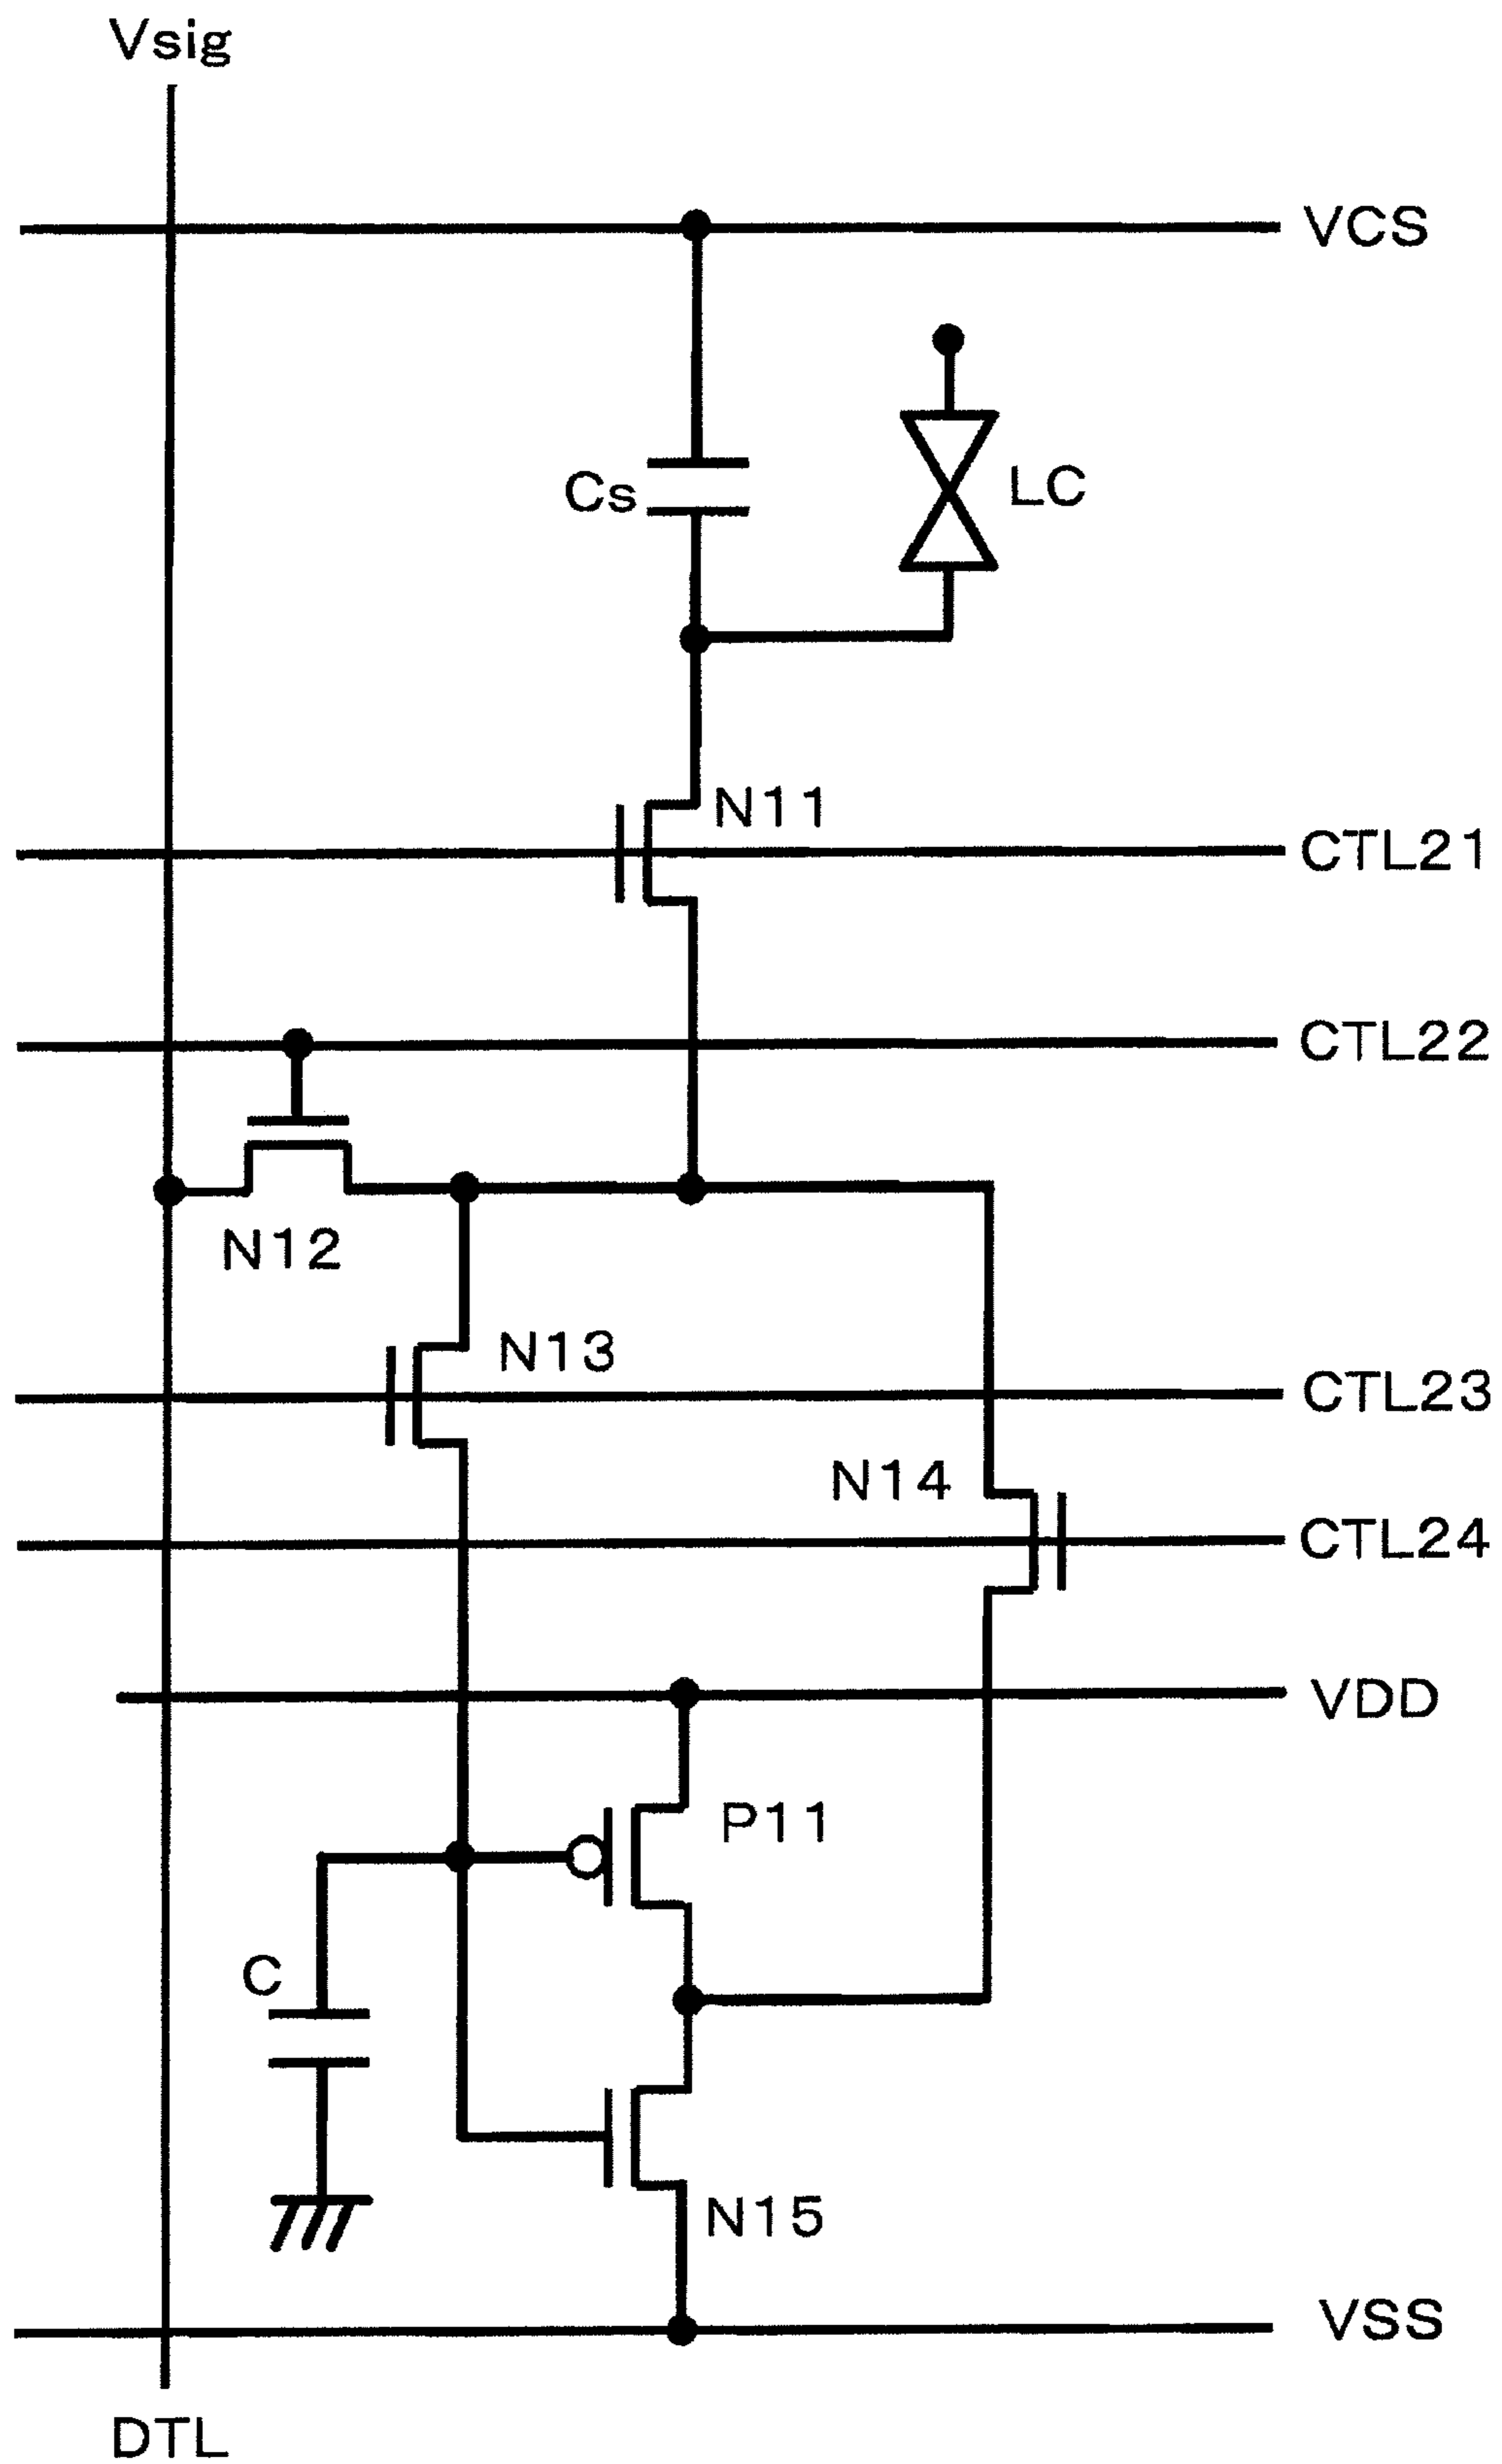 Vsig
VCS
Cs
LC
N11
CTL21
CTL22
N12
N13
CTL23
N14
CTL24
VDD
P11
C
N15
VSS
DTL